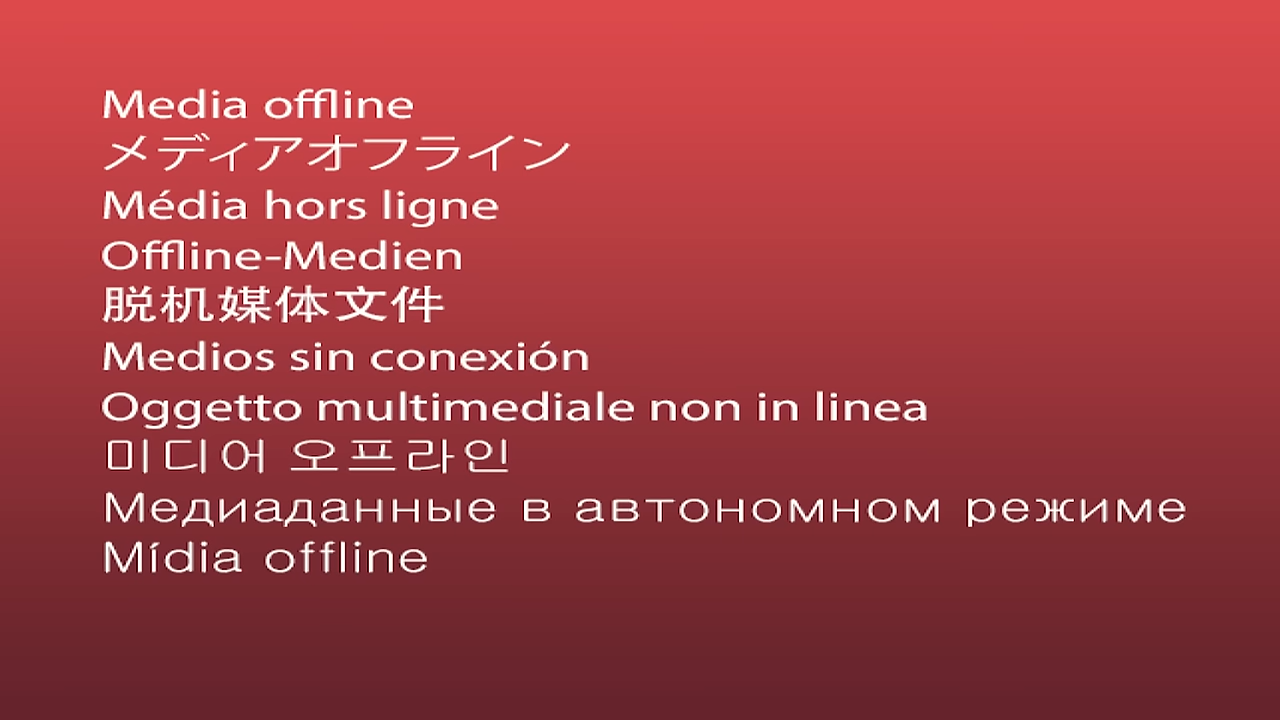 Media offline
メディアオフライン
Média hors ligne
Offline-Medien
脱机媒体文件
Medios sin conexión
Oggetto multimediale non in linea
미디어 오프라인
Медиаданные в автономном режиме
Mídia offline